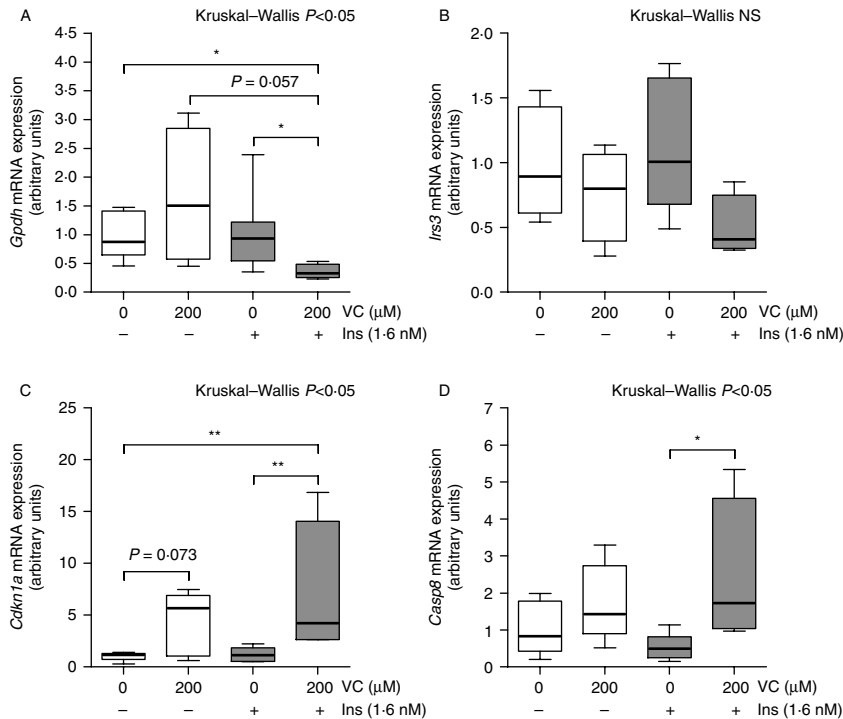 A
Kruskal–Wallis P<0·05
4·5
4·0
3·5
3·0
2·5
2·0
1·5
1·0
0·5
0·0
Gpdh mRNA expression
(arbitrary units)
*
P = 0·057
*
0 200 0 200 VC (μM)
– – + + Ins (1·6 nM)
B
Kruskal–Wallis NS
2·0
1·5
1·0
0·5
0·0
Irs3 mRNA expression
(arbitrary units)
0 200 0 200 VC (μM)
– – + + Ins (1·6 nM)
C
Kruskal–Wallis P<0·05
25
20
15
10
5
0
Cdkn1a mRNA expression
(arbitrary units)
**
**
P = 0·073
0 200 0 200 VC (μM)
– – + + Ins (1·6 nM)
D
Kruskal–Wallis P<0·05
7
6
5
4
3
2
1
0
Casp8 mRNA expression
(arbitrary units)
*
0 200 0 200 VC (μM)
– – + + Ins (1·6 nM)